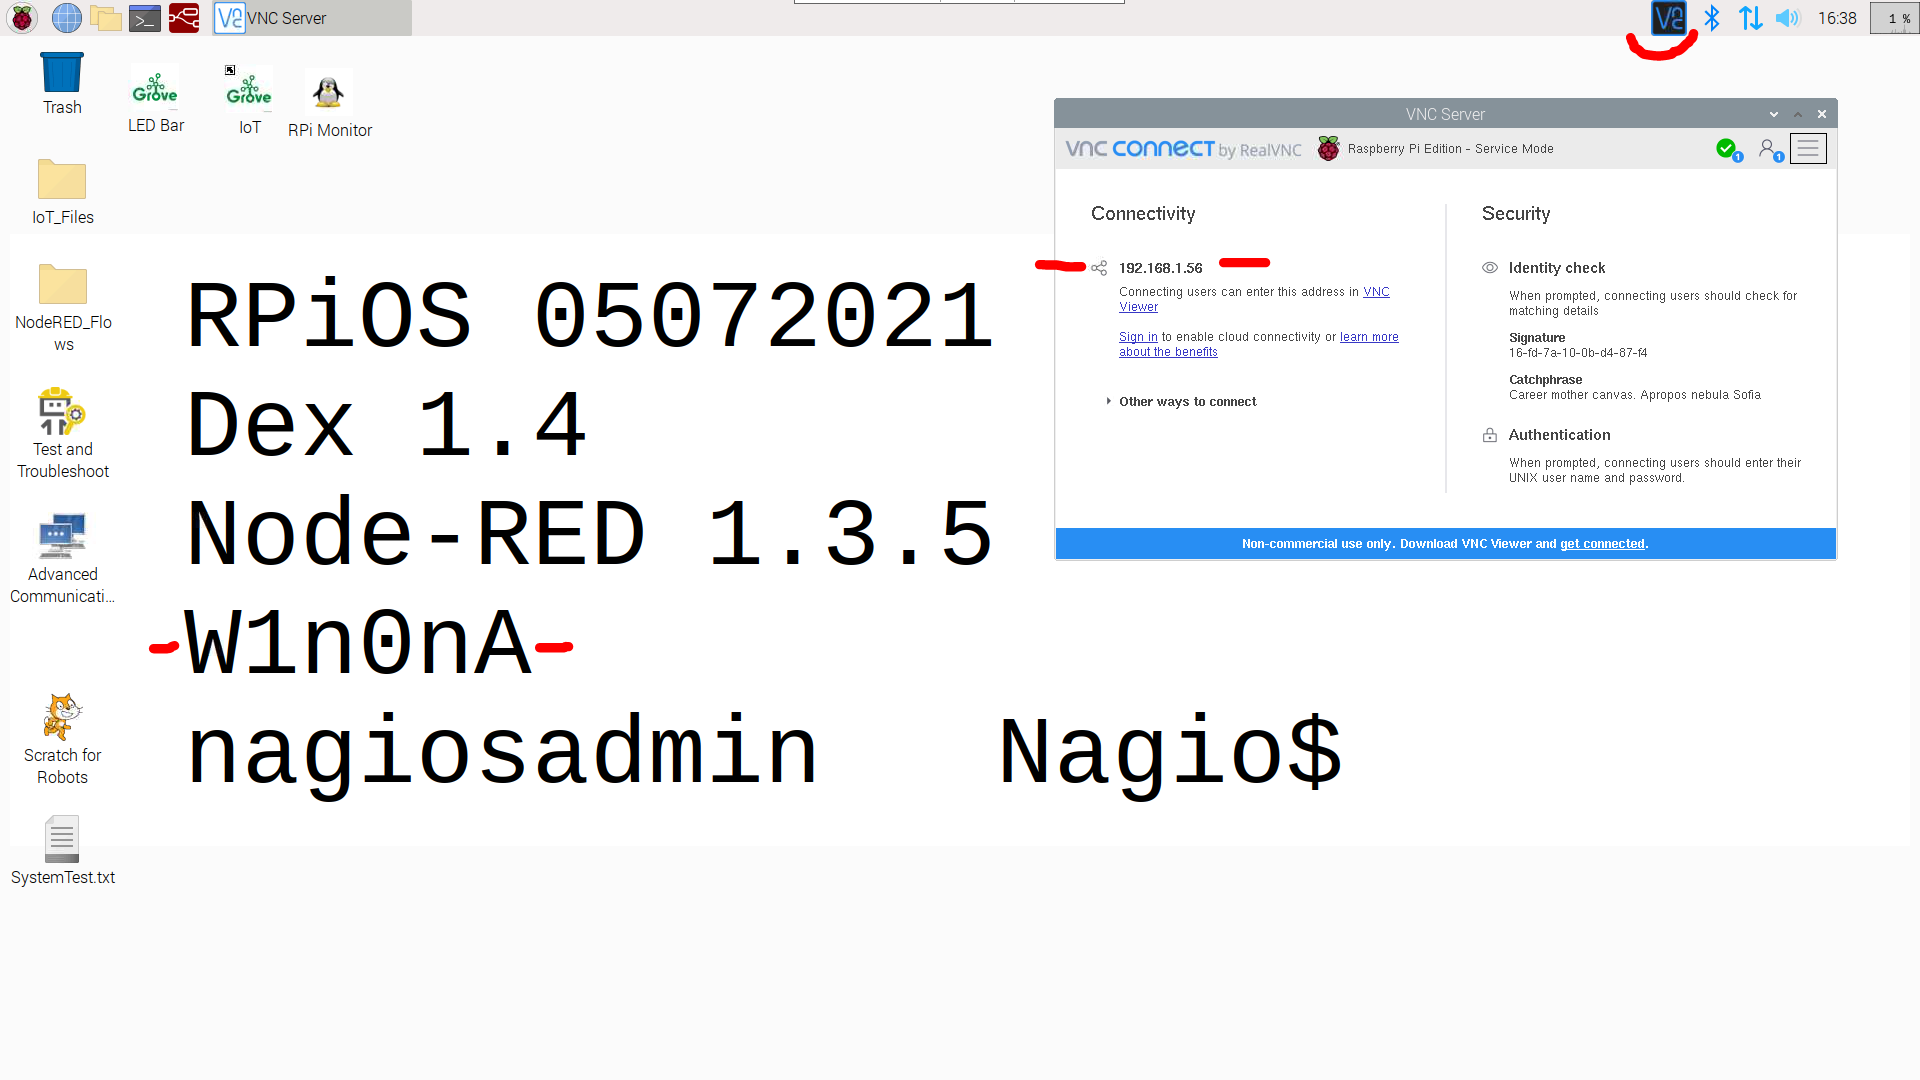 VNC Server
16:38
1 %
Trash
Grove
LED Bar
Grove
IoT
RPi Monitor
IoT_Files
NodeRED_Flo
ws
Test and
Troubleshoot
Advanced
Communicati...
Scratch for
Robots
SystemTest.txt
RPiOS 05072021
Dex 1.4
Node-RED 1.3.5
W1n0nA
nagiosadmin Nagio$
VNC Server
VNC CONNECT by RealVNC
Raspberry Pi Edition - Service Mode
1
1
Connectivity
192.168.1.56
Connecting users can enter this address in VNC
Viewer
Sign in to enable cloud connectivity or learn more
about the benefits
Other ways to connect
Security
Identity check
When prompted, connecting users should check for
matching details
Signature
16-fd-7a-10-0b-d4-87-f4
Catchphrase
Career mother canvas. Apropos nebula Sofia
Authentication
When prompted, connecting users should enter their
UNIX user name and password.
Non-commercial use only. Download VNC Viewer and get connected.